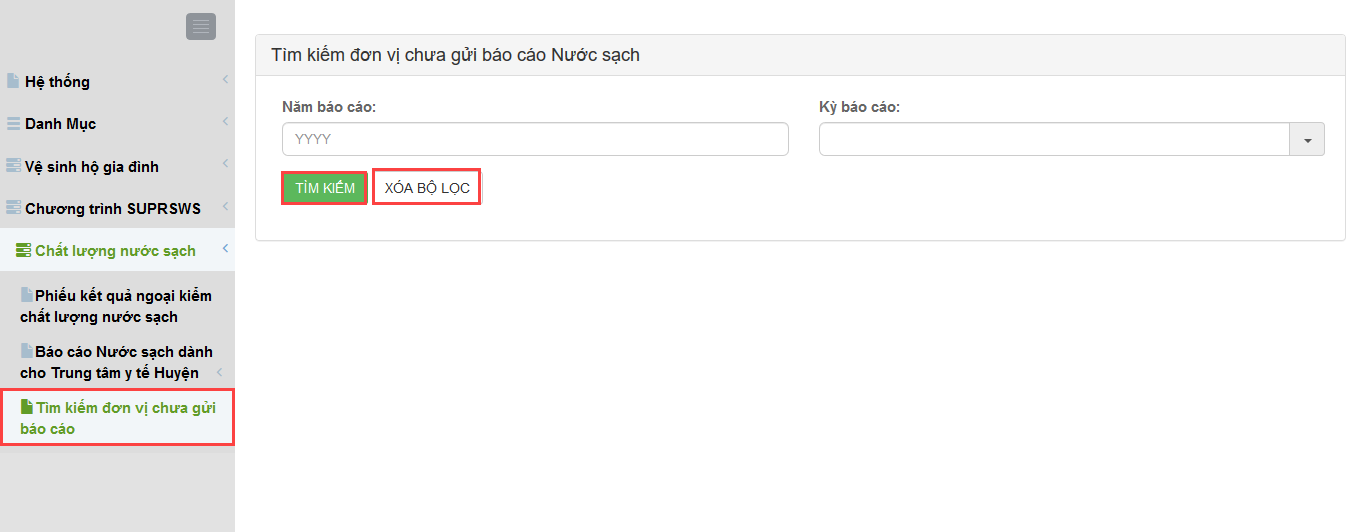 Hệ thống
Danh Mục
Vệ sinh hộ gia đình
Chương trình SUPRSWS
Chất lượng nước sạch
Phiếu kết quả ngoại kiểm
chất lượng nước sạch
Báo cáo Nước sạch dành
cho Trung tâm y tế Huyện
Tìm kiếm đơn vị chưa gửi
báo cáo
Tìm kiếm đơn vị chưa gửi báo cáo Nước sạch
Năm báo cáo:
YYYY
Kỳ báo cáo:
TÌM KIẾM
XÓA BỘ LỌC